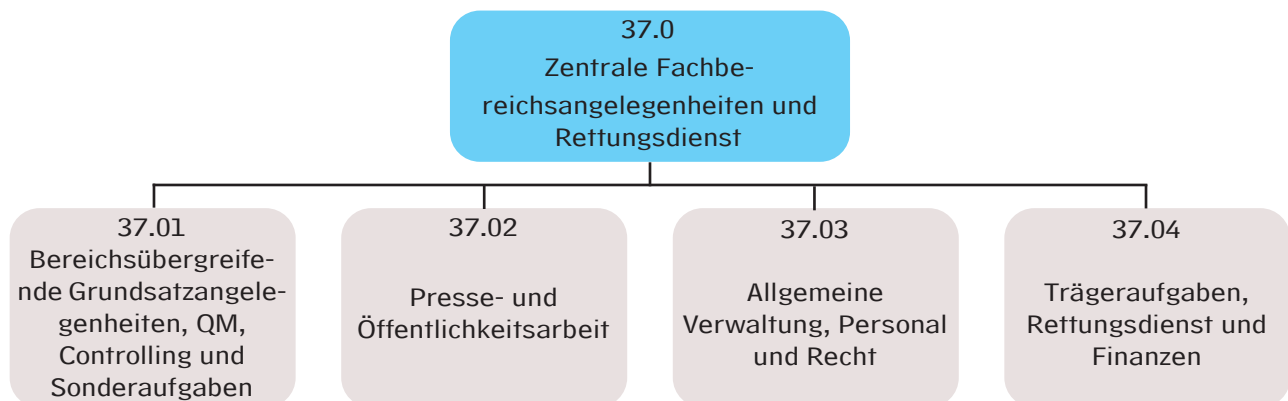 37.0
Zentrale Fachbe-
reichsangelegenheiten und
Rettungsdienst
37.01
Bereichsübergreife-
nde Grundsatzangele-
genheiten, QM,
Controlling und
Sonderaufgaben
37.02
Presse- und
Öffentlichkeitsarbeit
37.03
Allgemeine
Verwaltung, Personal
und Recht
37.04
Trägeraufgaben,
Rettungsdienst und
Finanzen